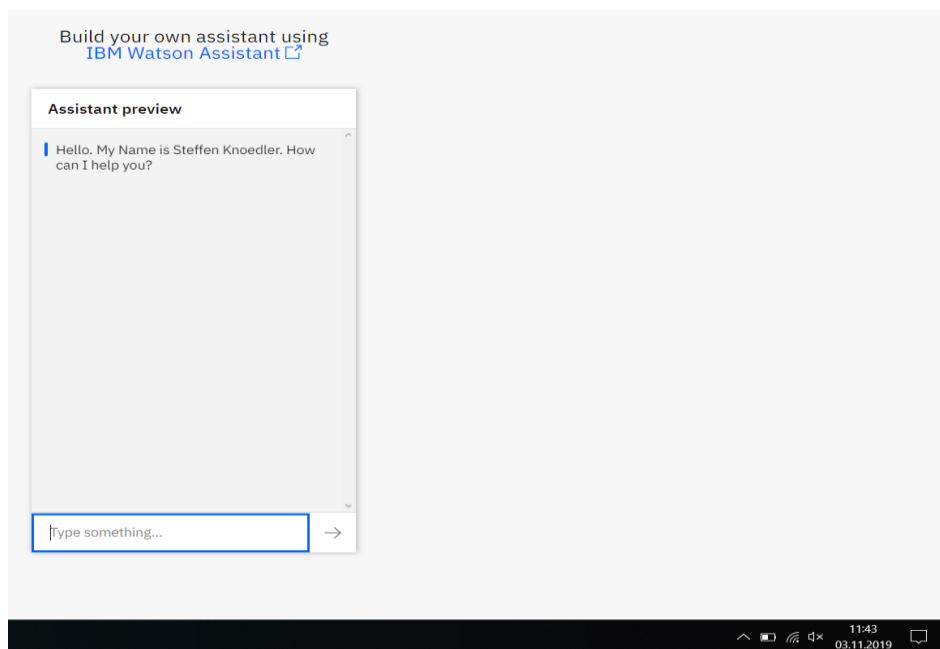 Build your own assistant using
IBM Watson Assistant
Assistant preview
Hello. My Name is Steffen Knoedler. How
can I help you?
Type something...
11:43
03.11.2019